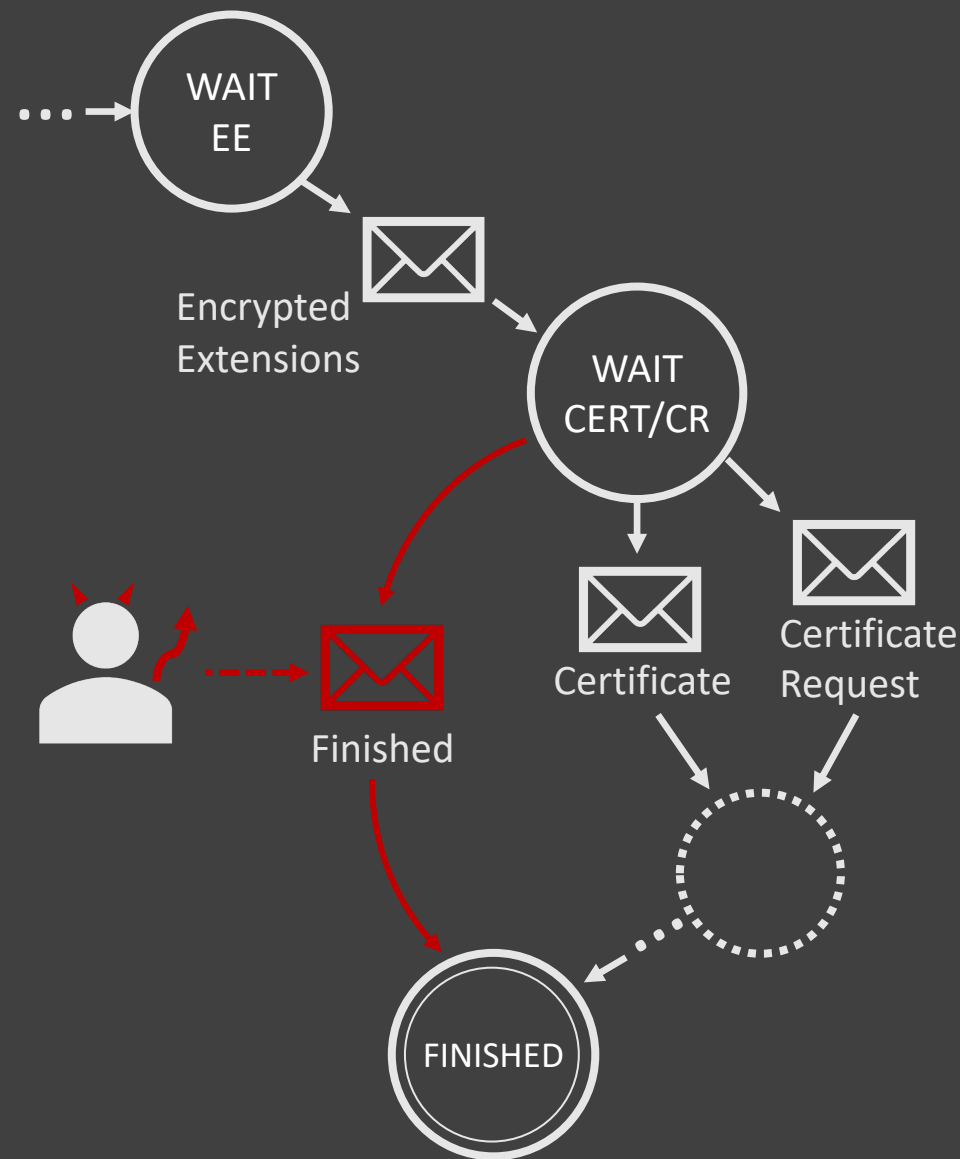 WAIT
EE
Encrypted
Extensions
WAIT
CERT/CR
Certificate
Request
Certificate
Finished
FINISHED